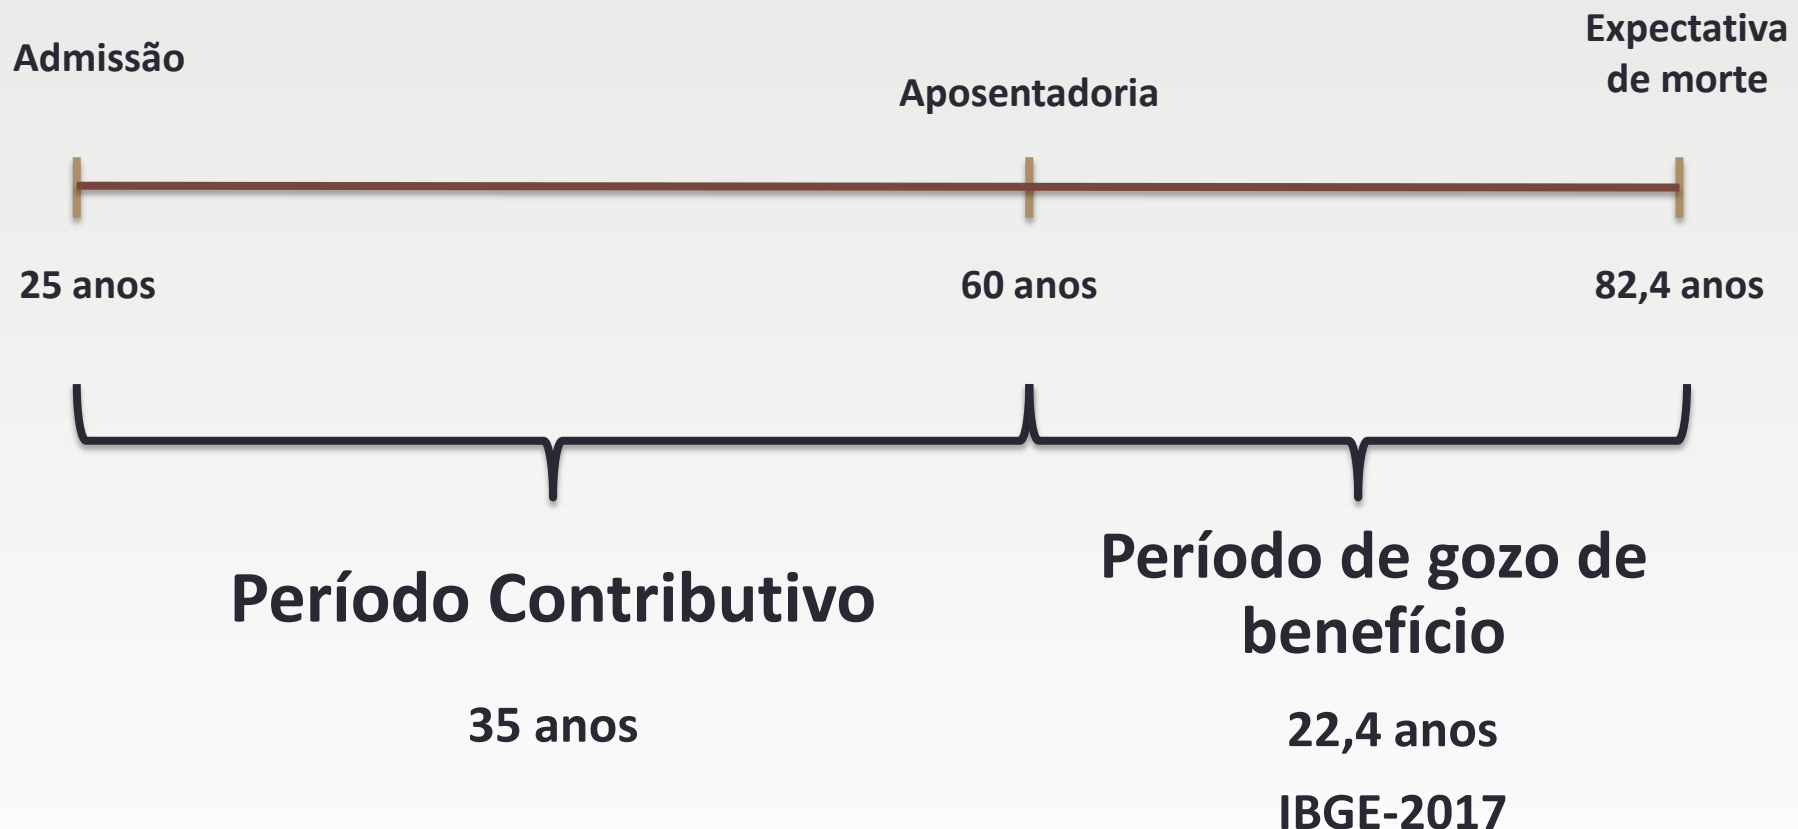 Admissão
Aposentadoria
Expectativa
de morte
25 anos
60 anos
82,4 anos
Período Contributivo
35 anos
Período de gozo de
benefício
22,4 anos
IBGE-2017